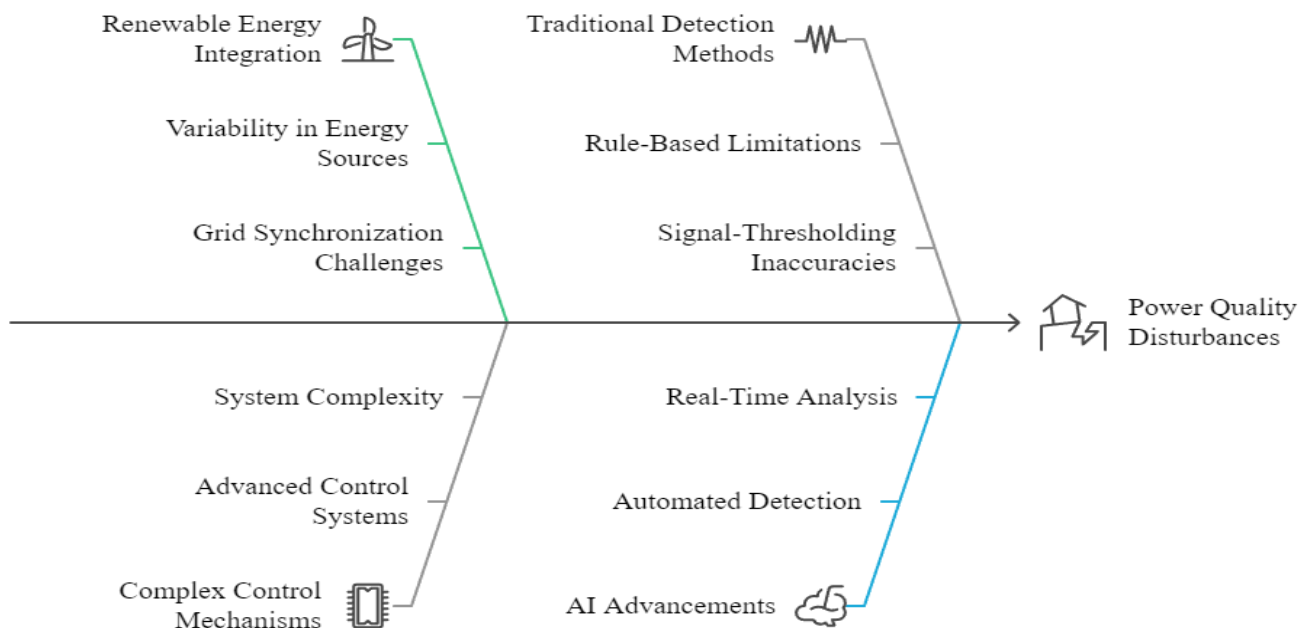 Renewable Energy
Integration
Variability in Energy
Sources
Grid Synchronization
Challenges
Traditional Detection
Methods
Rule-Based Limitations
Signal-Thresholding
Inaccuracies
Power Quality
Disturbances
System Complexity
Advanced Control
Systems
Complex Control
Mechanisms
Real-Time Analysis
Automated Detection
AI Advancements